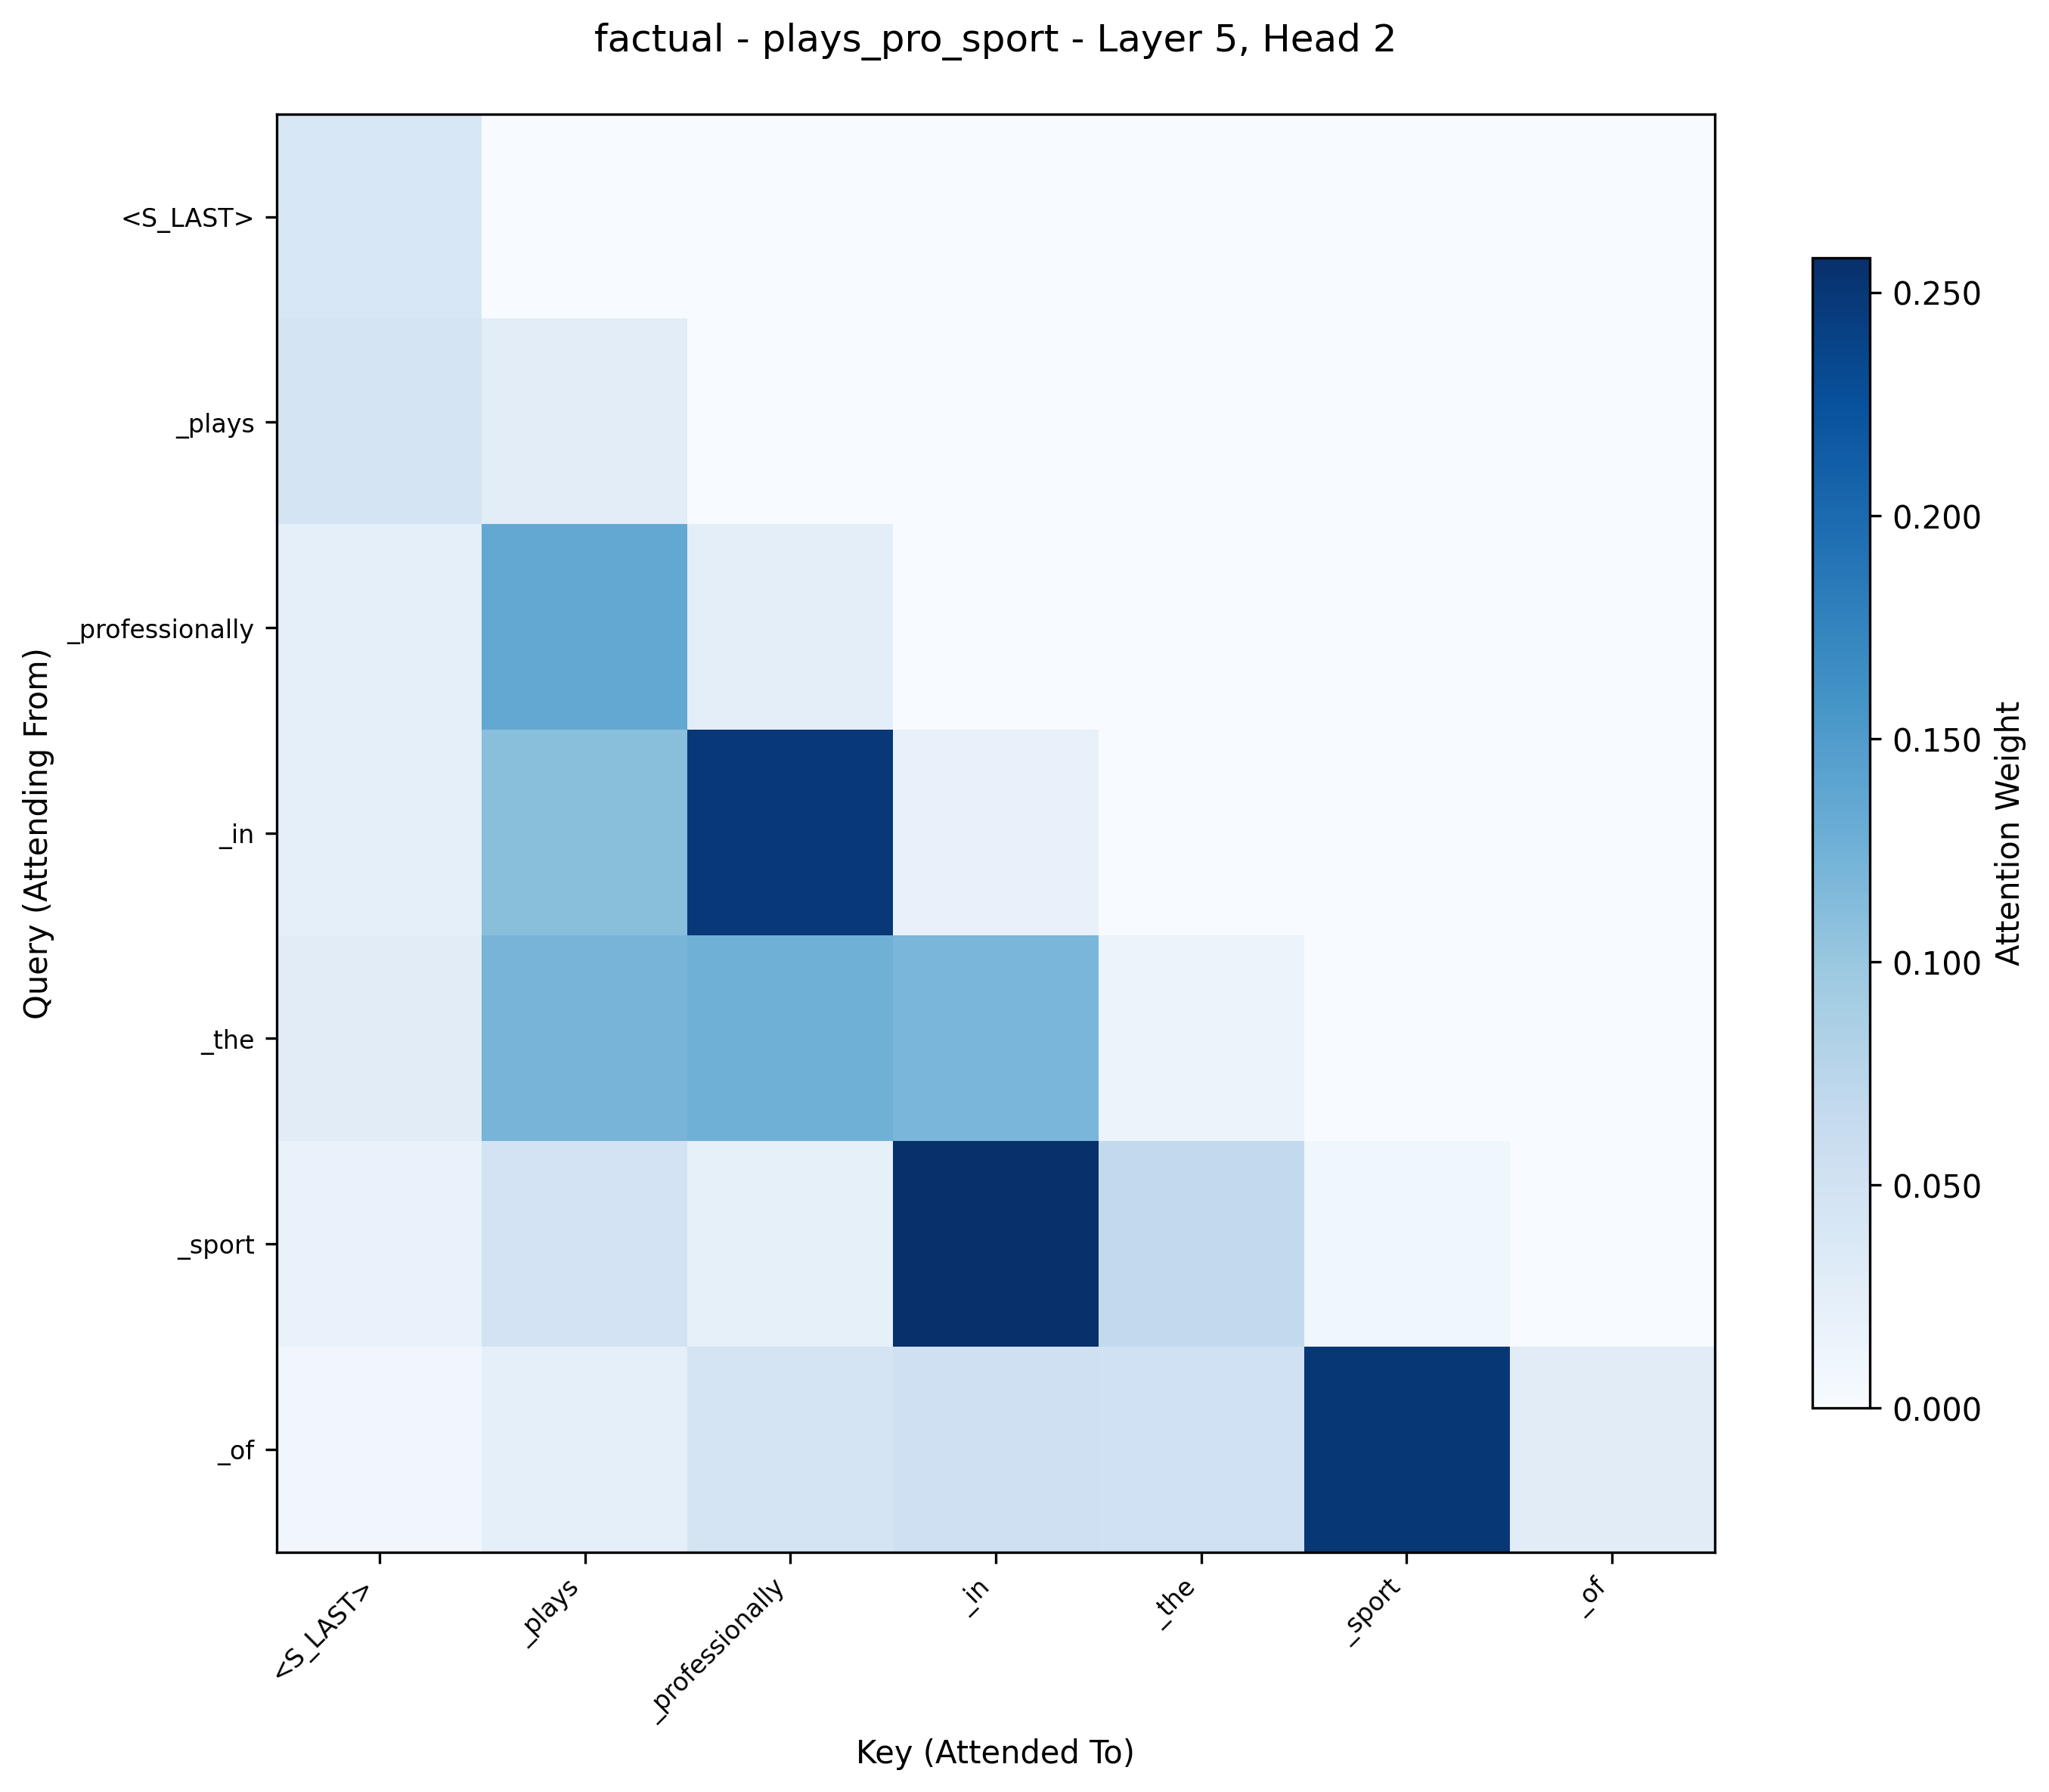 factual - plays_pro_sport - Layer 5, Head 2
<S_LAST>
_plays
_professionally
_in
_the
_sport
_of
Query (Attending From)
<S_LAST>
_plays
_professionally
_in
_the
_sport
_of
Key (Attended To)
0.250
0.200
0.150
0.100
0.050
0.000
Attention Weight